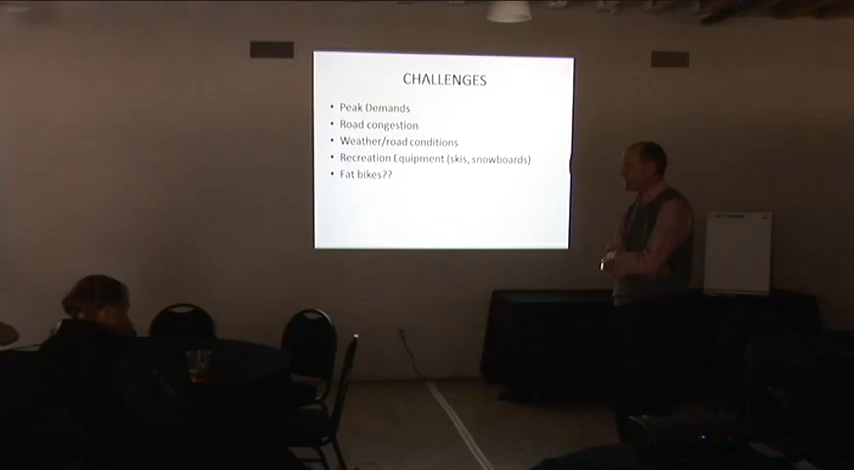 CHALLENGES
• Peak Demands
• Road congestion
• Weather/road conditions
• Recreation Equipment (skis, snowboards)
• Fat bikes??